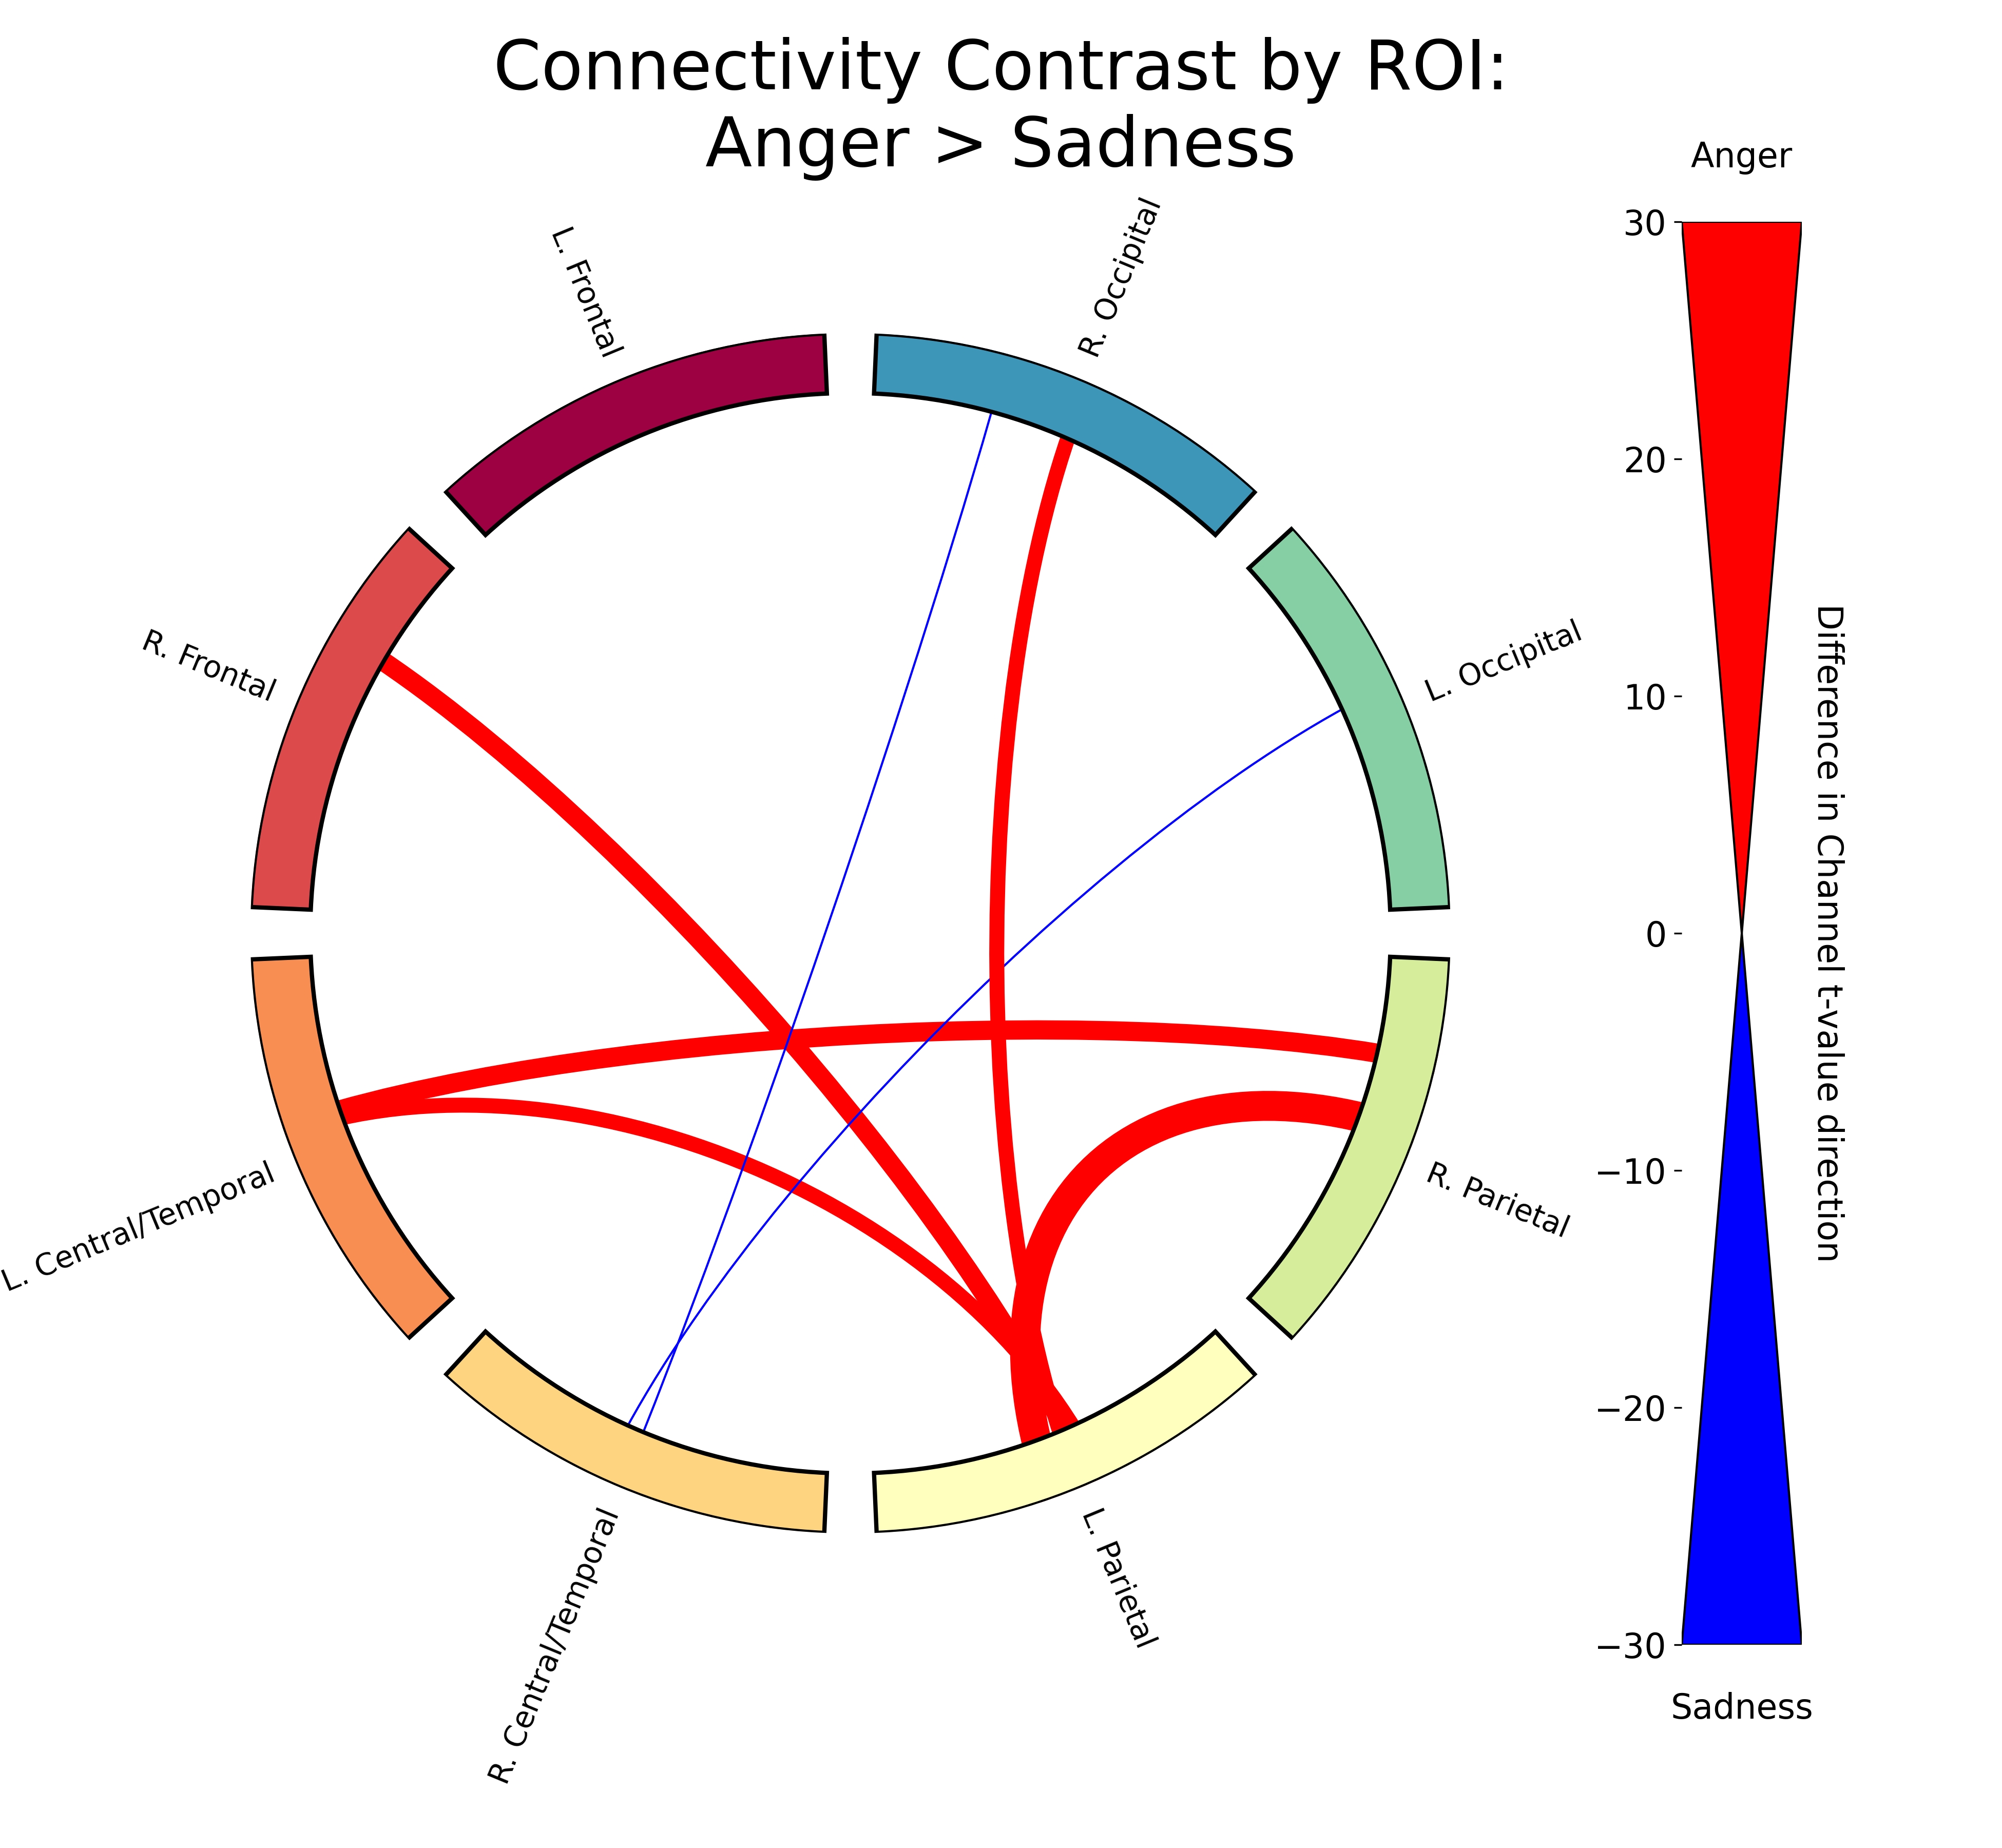 Connectivity Contrast by ROI:
Anger > Sadness
Anger
30
20
10
0
−10
−20
−30
Sadness
Difference in Channel t-value direction
L. Frontal
R. Occipital
R. Frontal
L. Occipital
L. Central/Temporal
R. Parietal
R. Central/Temporal
L. Parietal